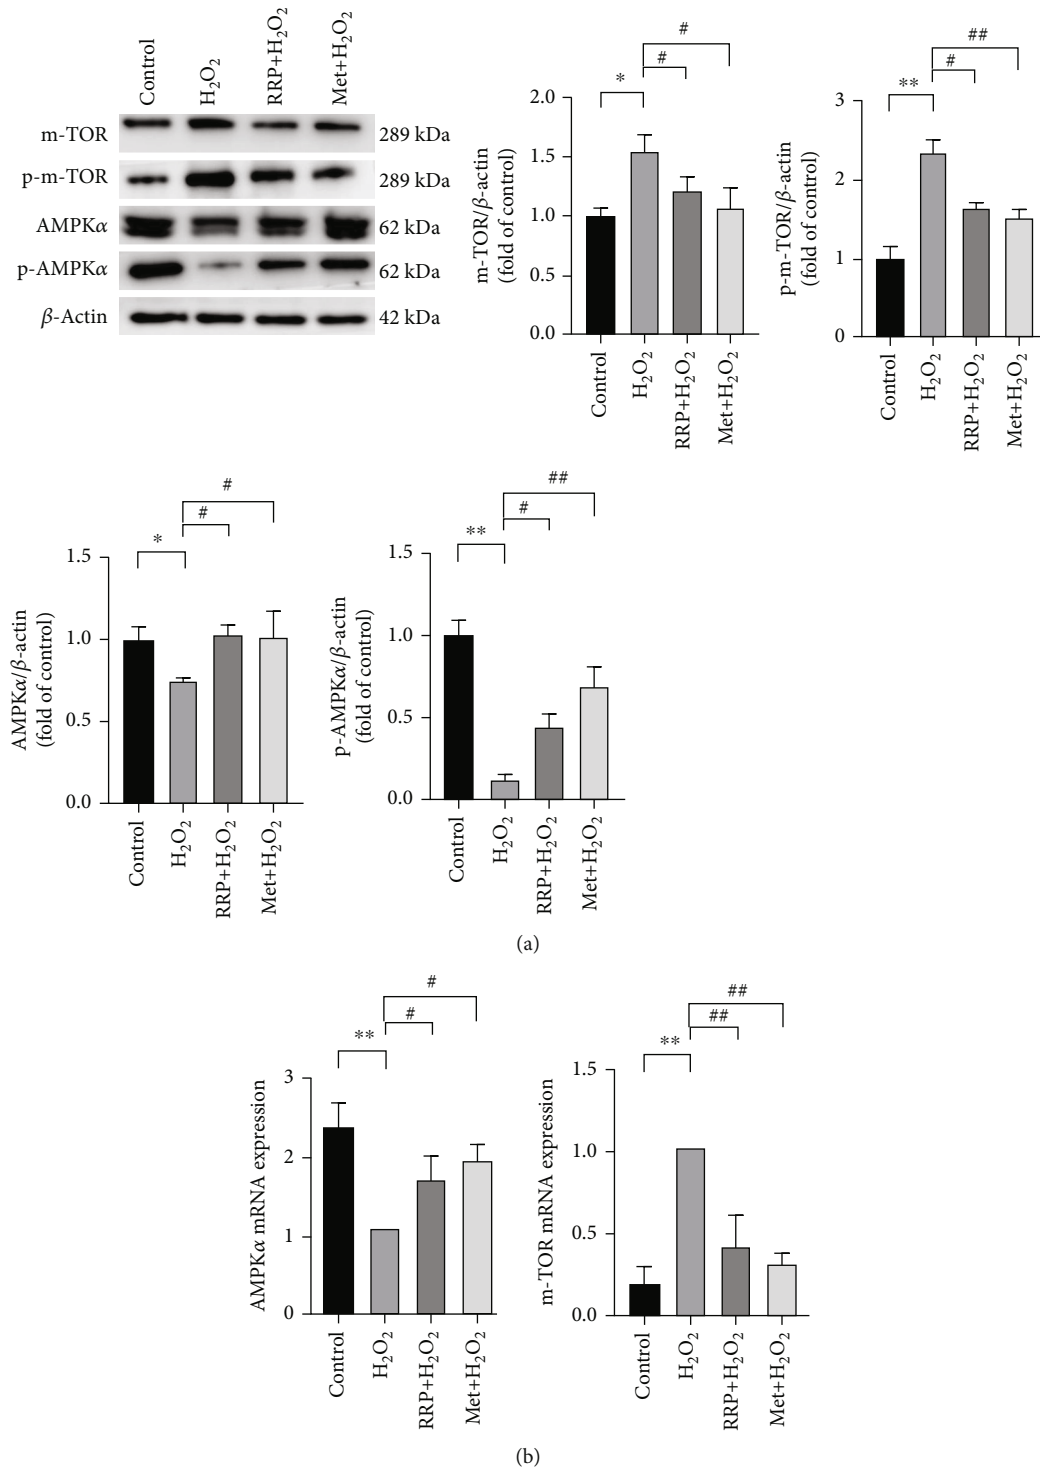 Control
H₂O₂
RRP+H₂O₂
Met+H₂O₂
m-TOR 289 kDa
p-m-TOR 289 kDa
AMPKα 62 kDa
p-AMPKα 62 kDa
β-Actin 42 kDa
m-TOR/β-actin
(fold of control)
2.0
1.5
1.0
0.5
0.0
*
#
#
Control
H₂O₂
RRP+H₂O₂
Met+H₂O₂
p-m-TOR/β-actin
(fold of control)
3
2
1
0
**
#
##
Control
H₂O₂
RRP+H₂O₂
Met+H₂O₂
AMPKα/β-actin
(fold of control)
1.5
1.0
0.5
0.0
*
#
#
Control
H₂O₂
RRP+H₂O₂
Met+H₂O₂
p-AMPKα/β-actin
(fold of control)
1.5
1.0
0.5
0.0
**
#
##
Control
H₂O₂
RRP+H₂O₂
Met+H₂O₂
(a)
AMPKα mRNA expression
3
2
1
0
**
#
#
Control
H₂O₂
RRP+H₂O₂
Met+H₂O₂
m-TOR mRNA expression
1.5
1.0
0.5
0.0
**
##
##
Control
H₂O₂
RRP+H₂O₂
Met+H₂O₂
(b)